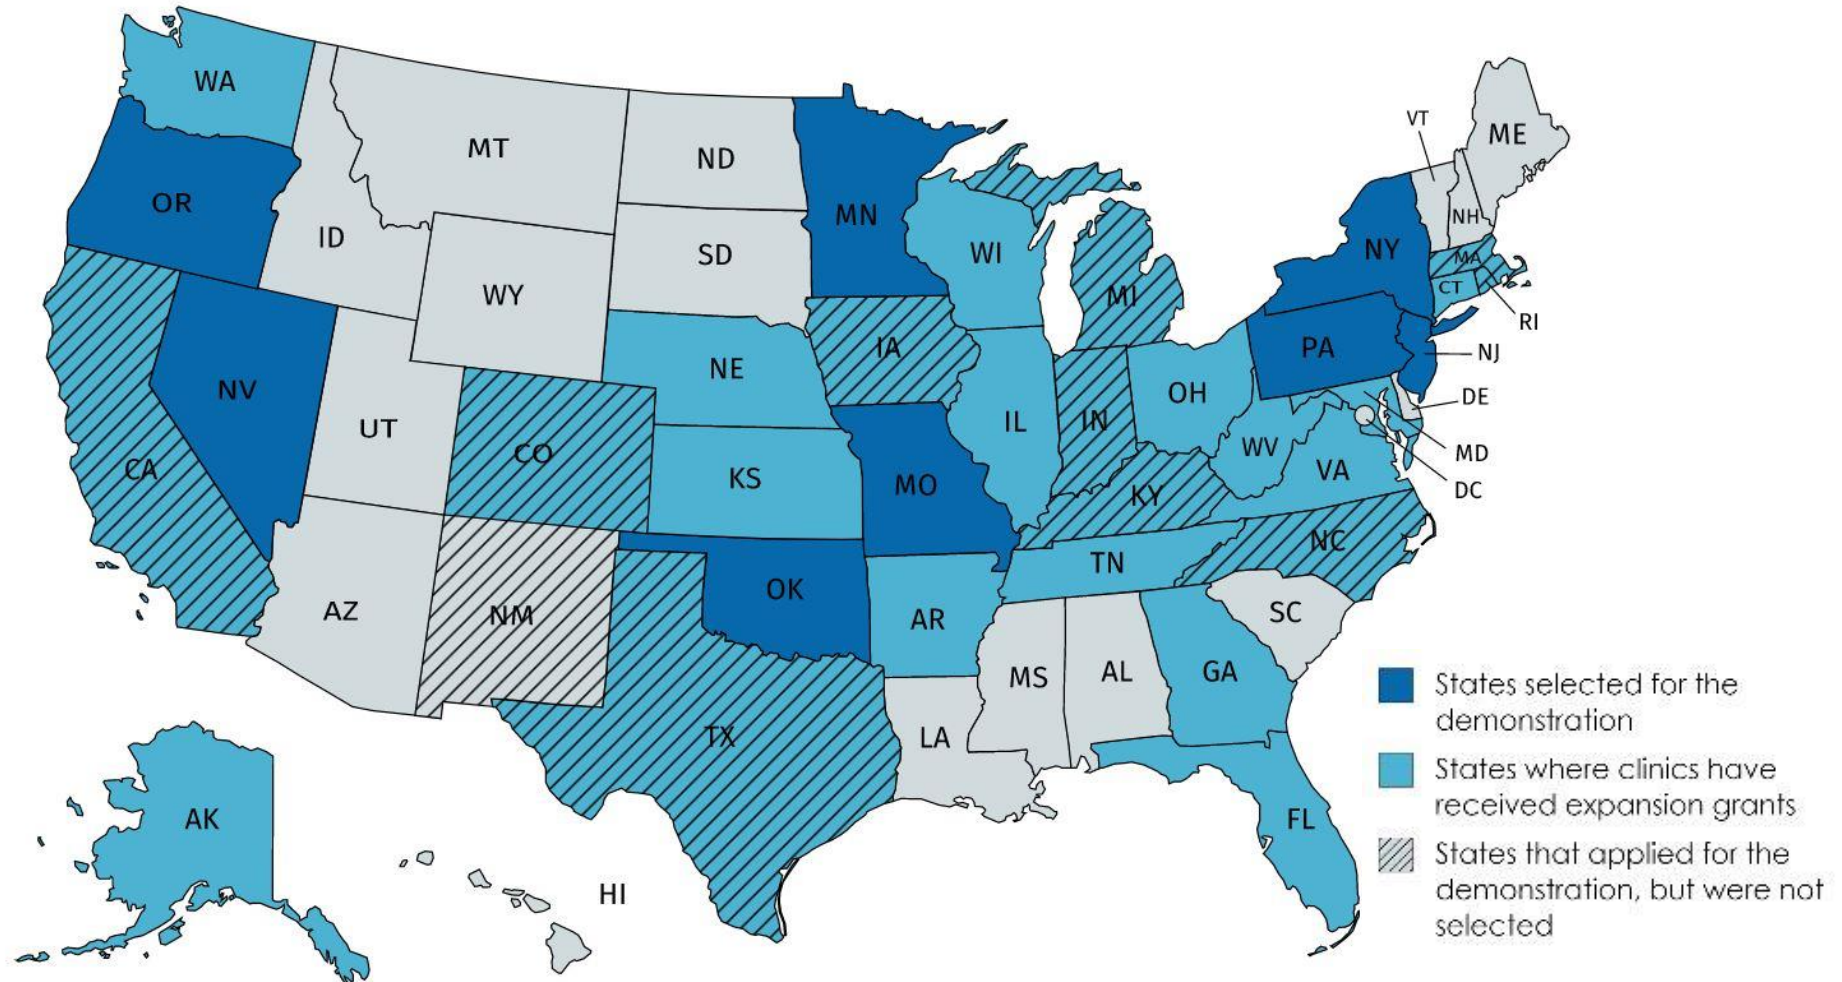 WA
MT
ND
MN
VT
ME
OR
ID
SD
WI
NY
NH
MA
CT
WY
MI
RI
NV
UT
CO
NE
IA
IL
IN
OH
PA
NJ
DE
CA
KS
MO
KY
WV
VA
MD
DC
AZ
NM
OK
AR
TN
NC
SC
TX
LA
MS
AL
GA
FL
AK
HI
States selected for the
demonstration
States where clinics have
received expansion grants
States that applied for the
demonstration, but were not
selected